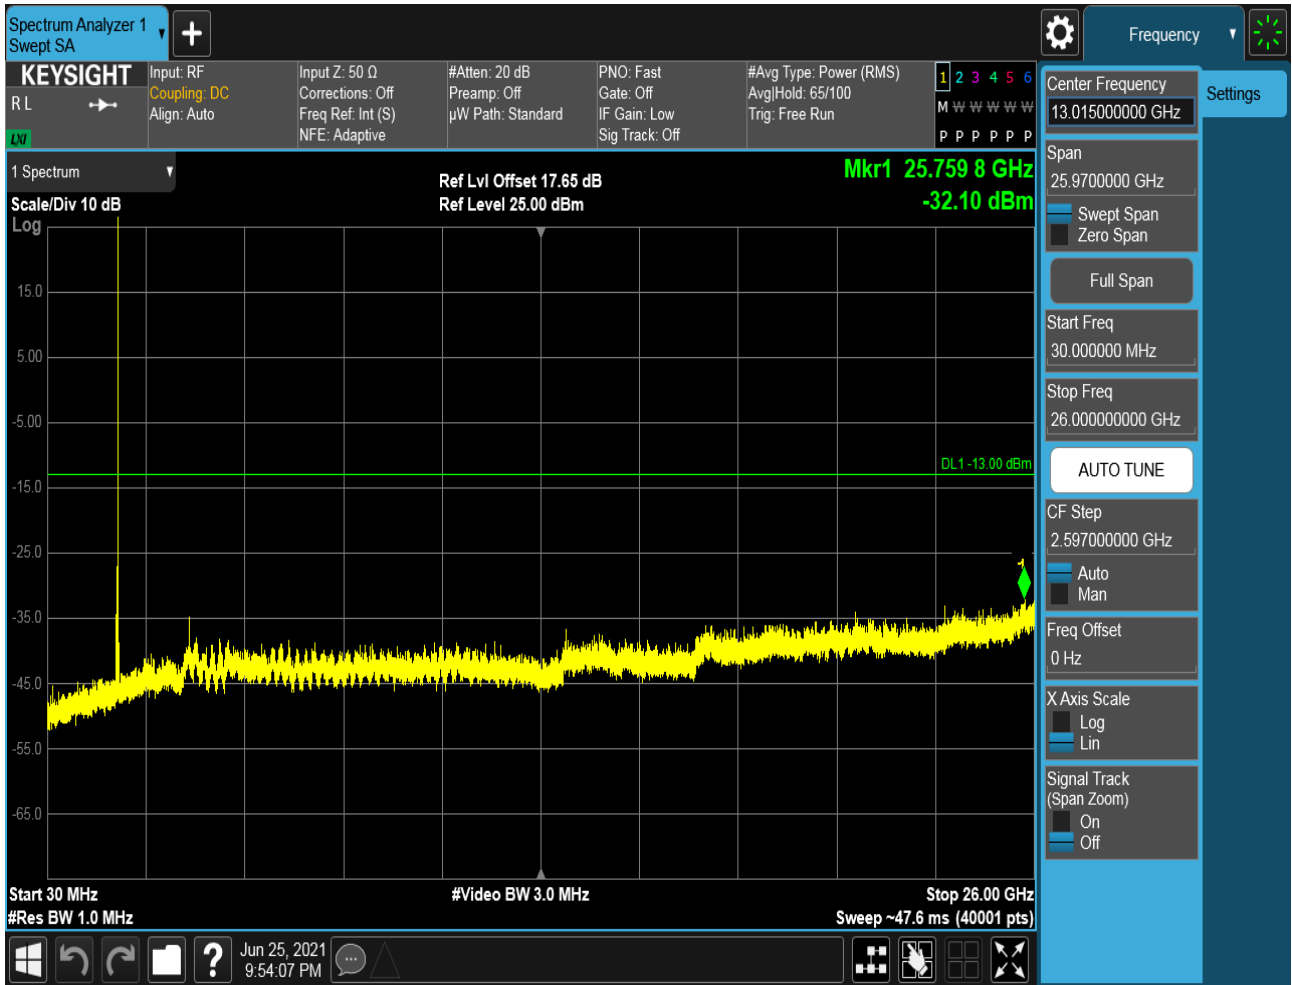 Spectrum Analyzer 1
Swept SA
Frequency
KEYSIGHT
R L
LXI
Input: RF
Coupling: DC
Align: Auto
Input Z: 50 Ω
Corrections: Off
Freq Ref: Int (S)
NFE: Adaptive
#Atten: 20 dB
Preamp: Off
µW Path: Standard
PNO: Fast
Gate: Off
IF Gain: Low
Sig Track: Off
#Avg Type: Power (RMS)
Avg|Hold: 65/100
Trig: Free Run
1 2 3 4 5 6
M W W W W W
P P P P P P
1 Spectrum
Scale/Div 10 dB
Log
Ref Lvl Offset 17.65 dB
Ref Level 25.00 dBm
Mkr1 25.759 8 GHz
-32.10 dBm
15.0
5.00
-5.00
DL1 -13.00 dBm
-15.0
-25.0
1
-35.0
-45.0
-55.0
-65.0
Start 30 MHz
#Video BW 3.0 MHz
Stop 26.00 GHz
#Res BW 1.0 MHz
Sweep ~47.6 ms (40001 pts)
Center Frequency
13.015000000 GHz
Settings
Span
25.9700000 GHz
Swept Span
Zero Span
Full Span
Start Freq
30.000000 MHz
Stop Freq
26.000000000 GHz
AUTO TUNE
CF Step
2.597000000 GHz
Auto
Man
Freq Offset
0 Hz
X Axis Scale
Log
Lin
Signal Track
(Span Zoom)
On
Off
?
Jun 25, 2021
9:54:07 PM